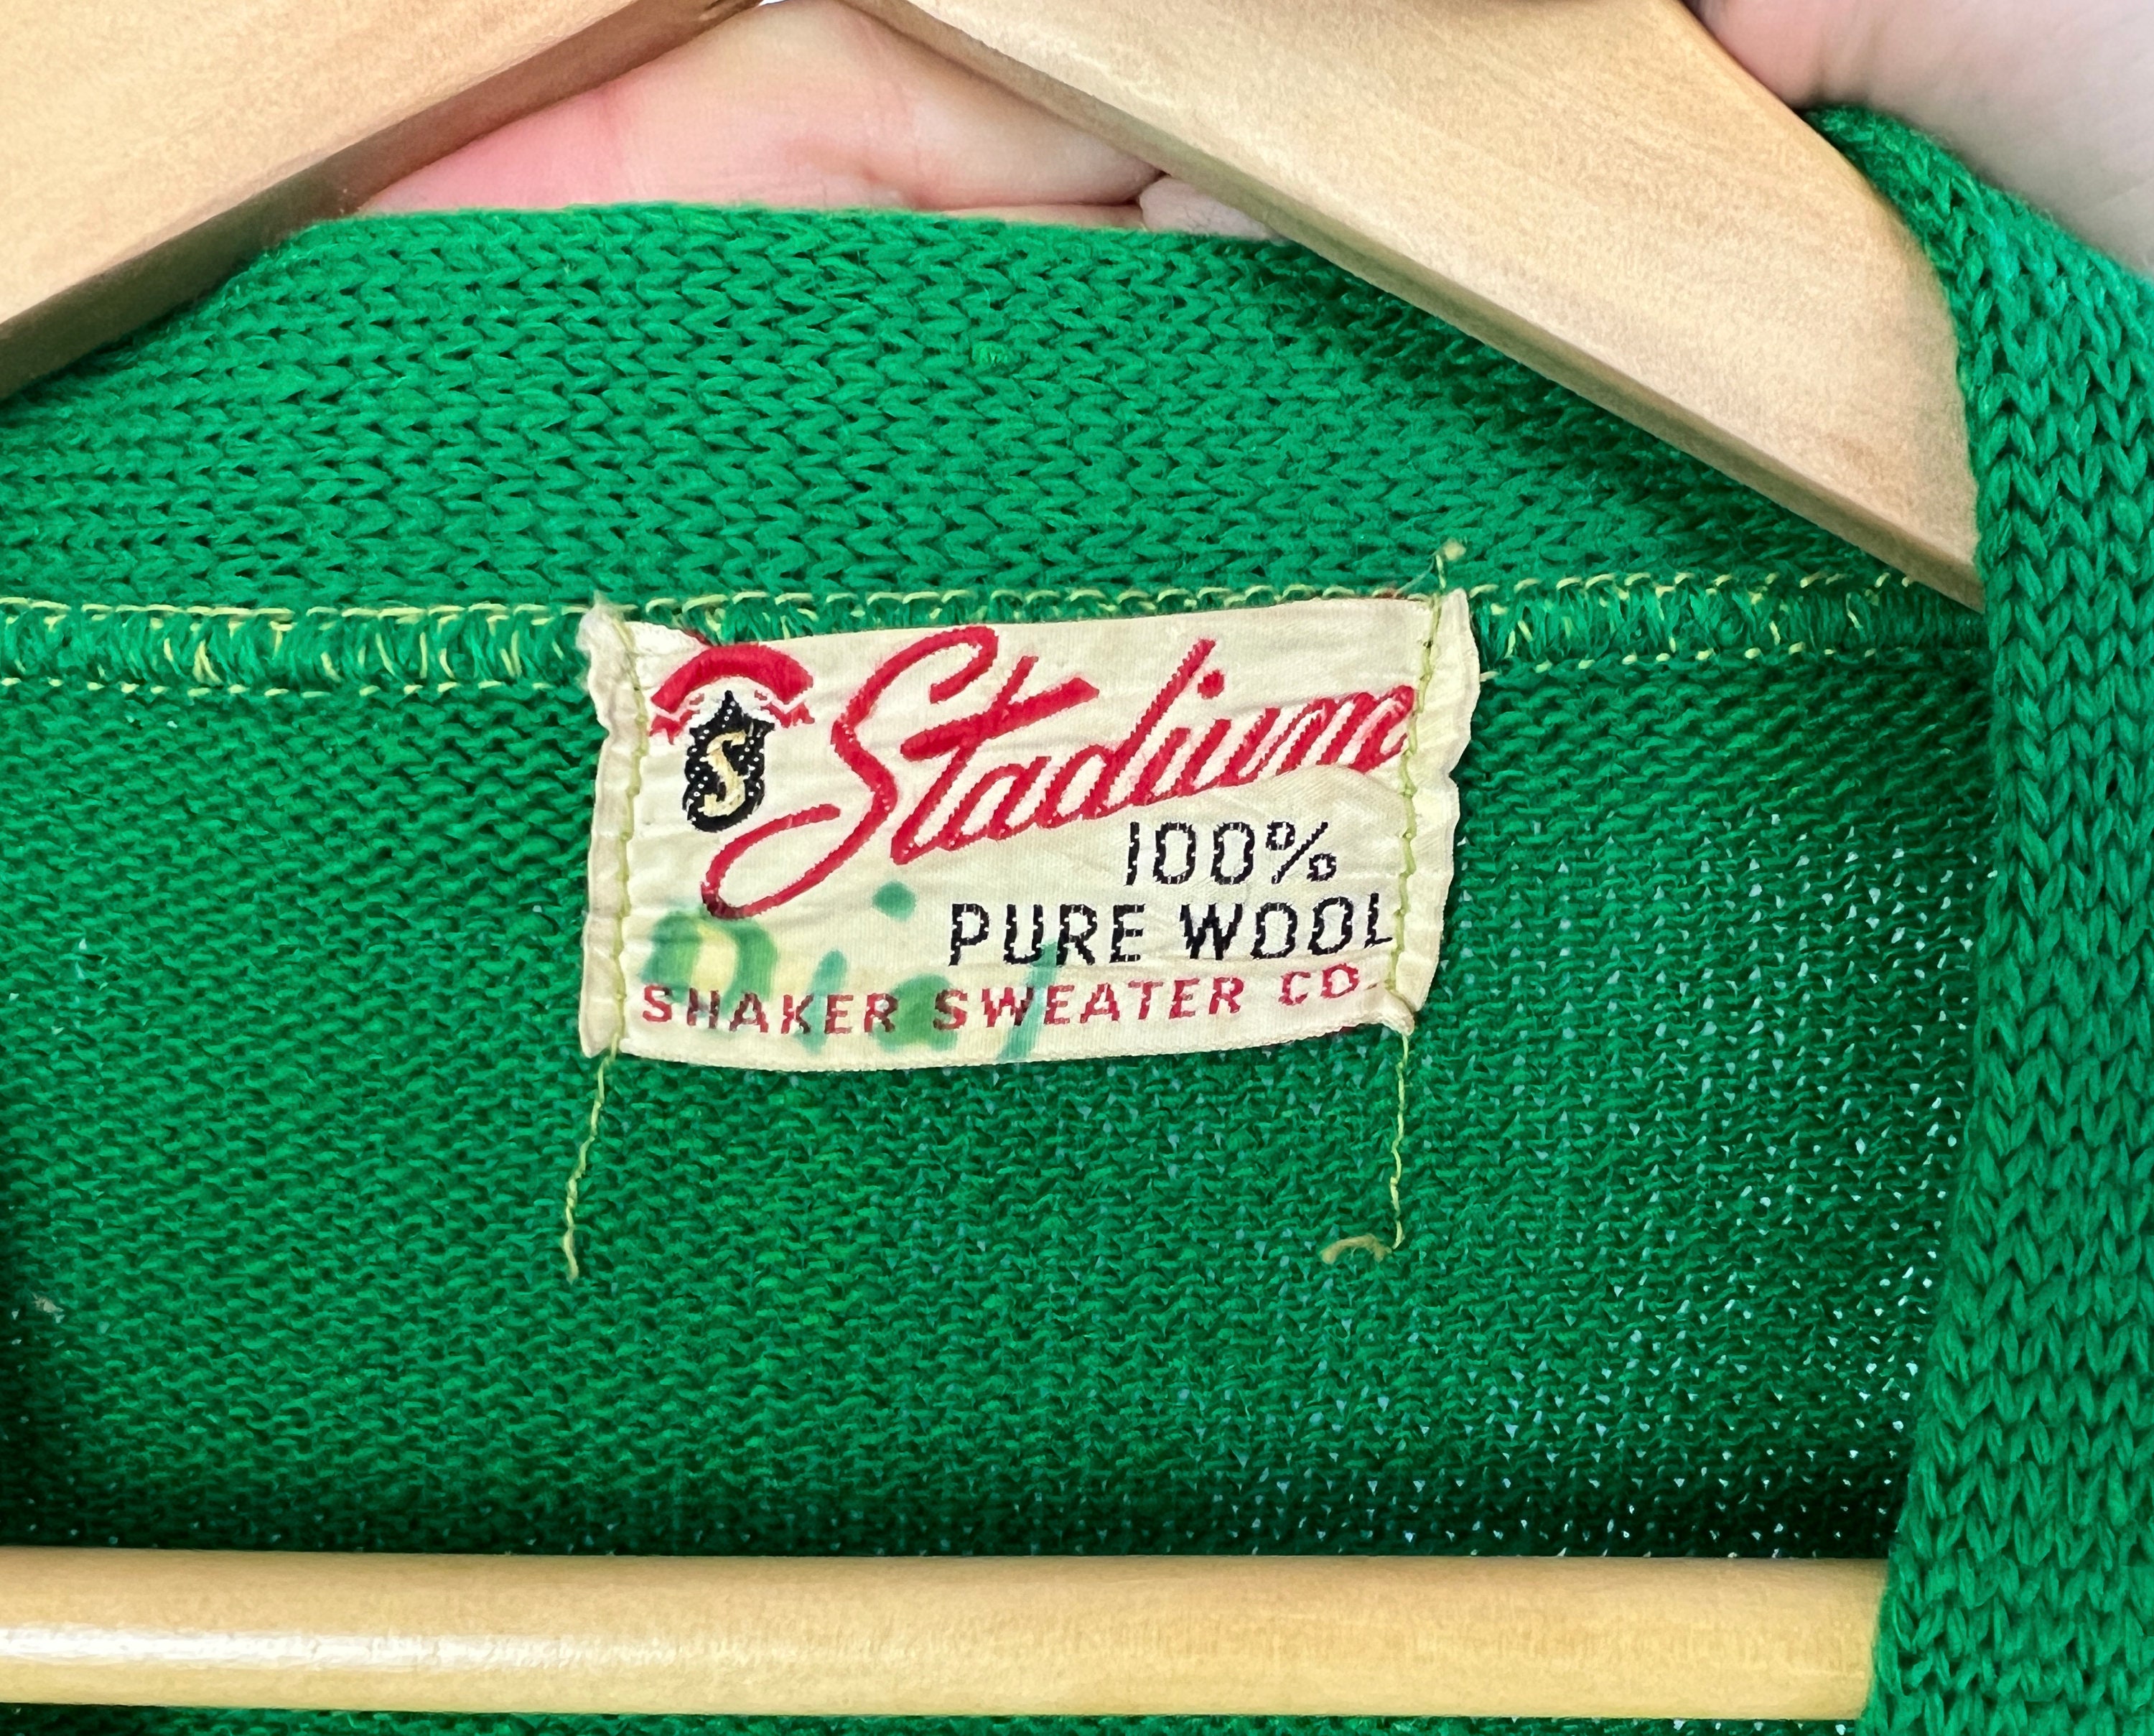 S
Stadium
100%
PURE WOOL
SHAKER SWEATER CO.